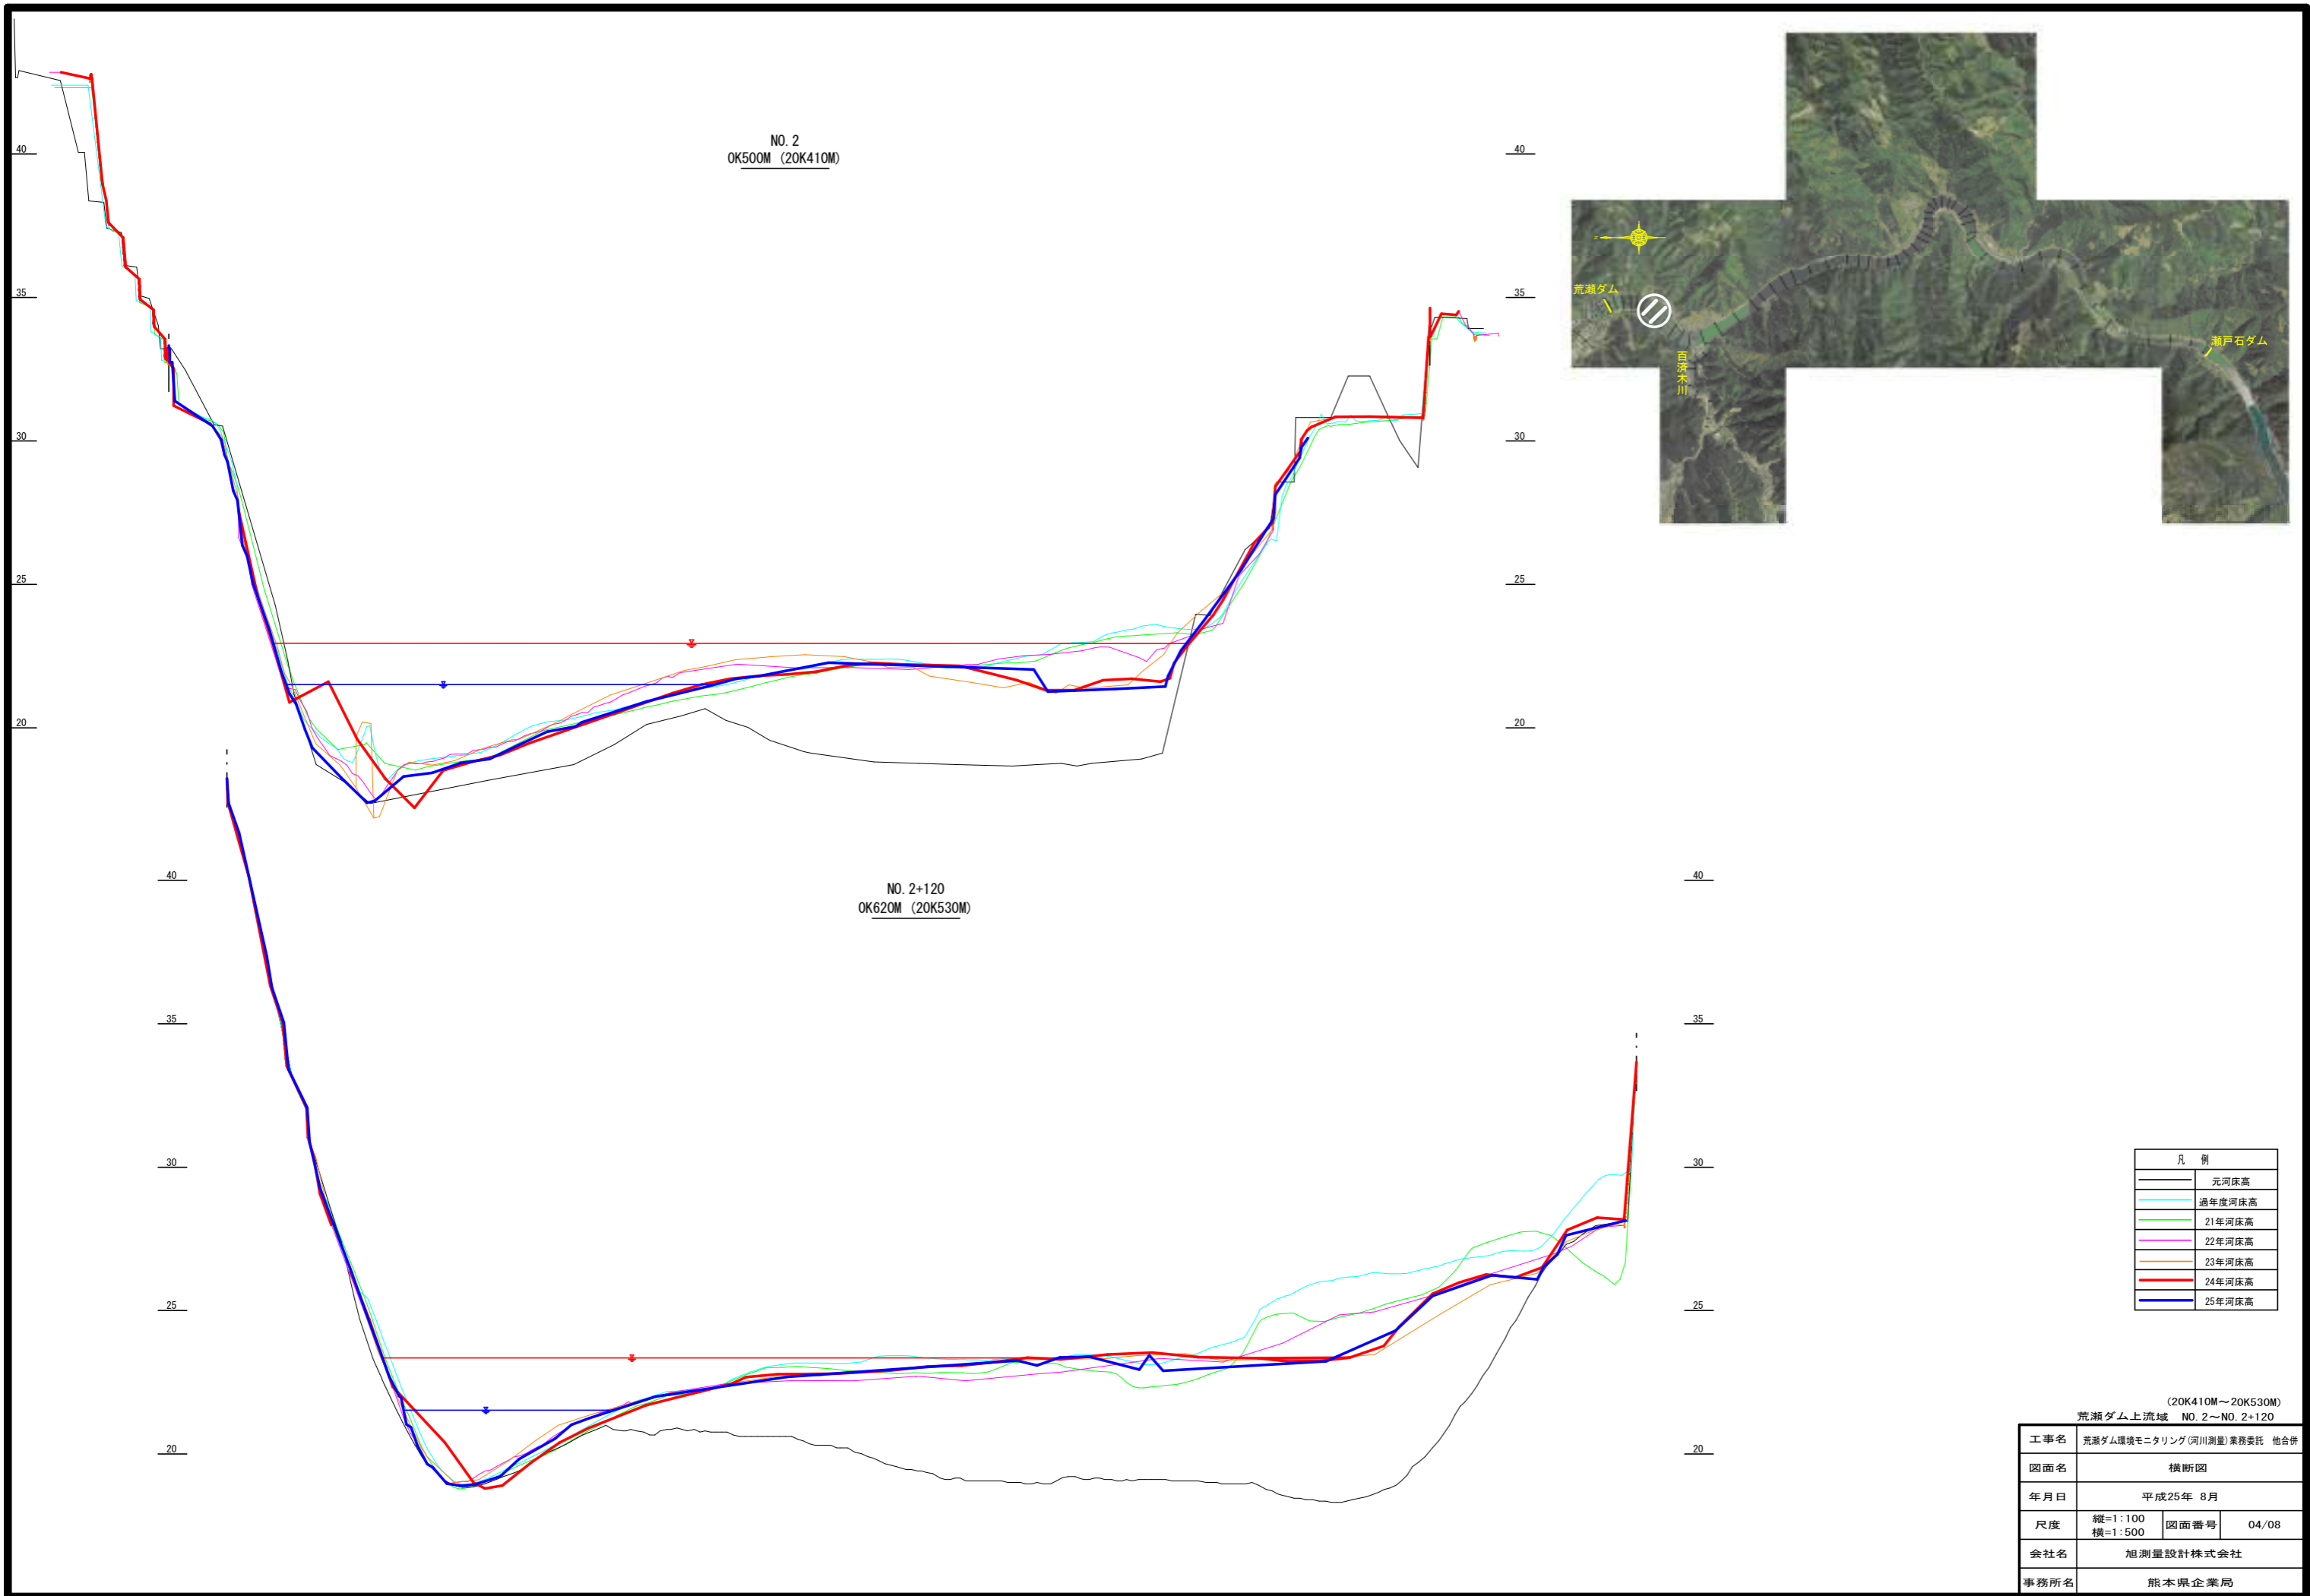 NO. 2
0K500M (20K410M)
40
35
30
25
20
40
35
30
25
20
荒瀬ダム
百済木川
瀬戸石ダム
NO. 2+120
0K620M (20K530M)
40
35
30
25
20
40
35
30
25
20
凡 例
元河床高
過年度河床高
21年河床高
22年河床高
23年河床高
24年河床高
25年河床高
(20K410M～20K530M)
荒瀬ダム上流域 NO. 2～NO. 2+120
工事名 荒瀬ダム環境モニタリング(河川測量)業務委託 他合併
図面名 横断図
年月日 平成25年 8月
尺度 縦=1:100 横=1:500 図面番号 04/08
会社名 旭測量設計株式会社
事務所名 熊本県企業局